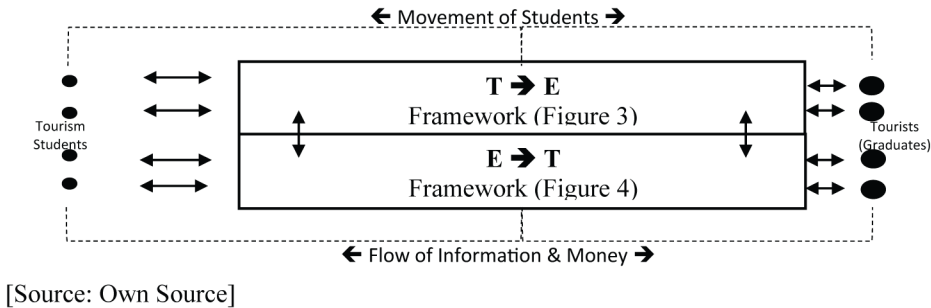 ← Movement of Students →
T → E
Framework (Figure 3)
Tourism
Students
Tourists
(Graduates)
E → T
Framework (Figure 4)
← Flow of Information & Money →
[Source: Own Source]